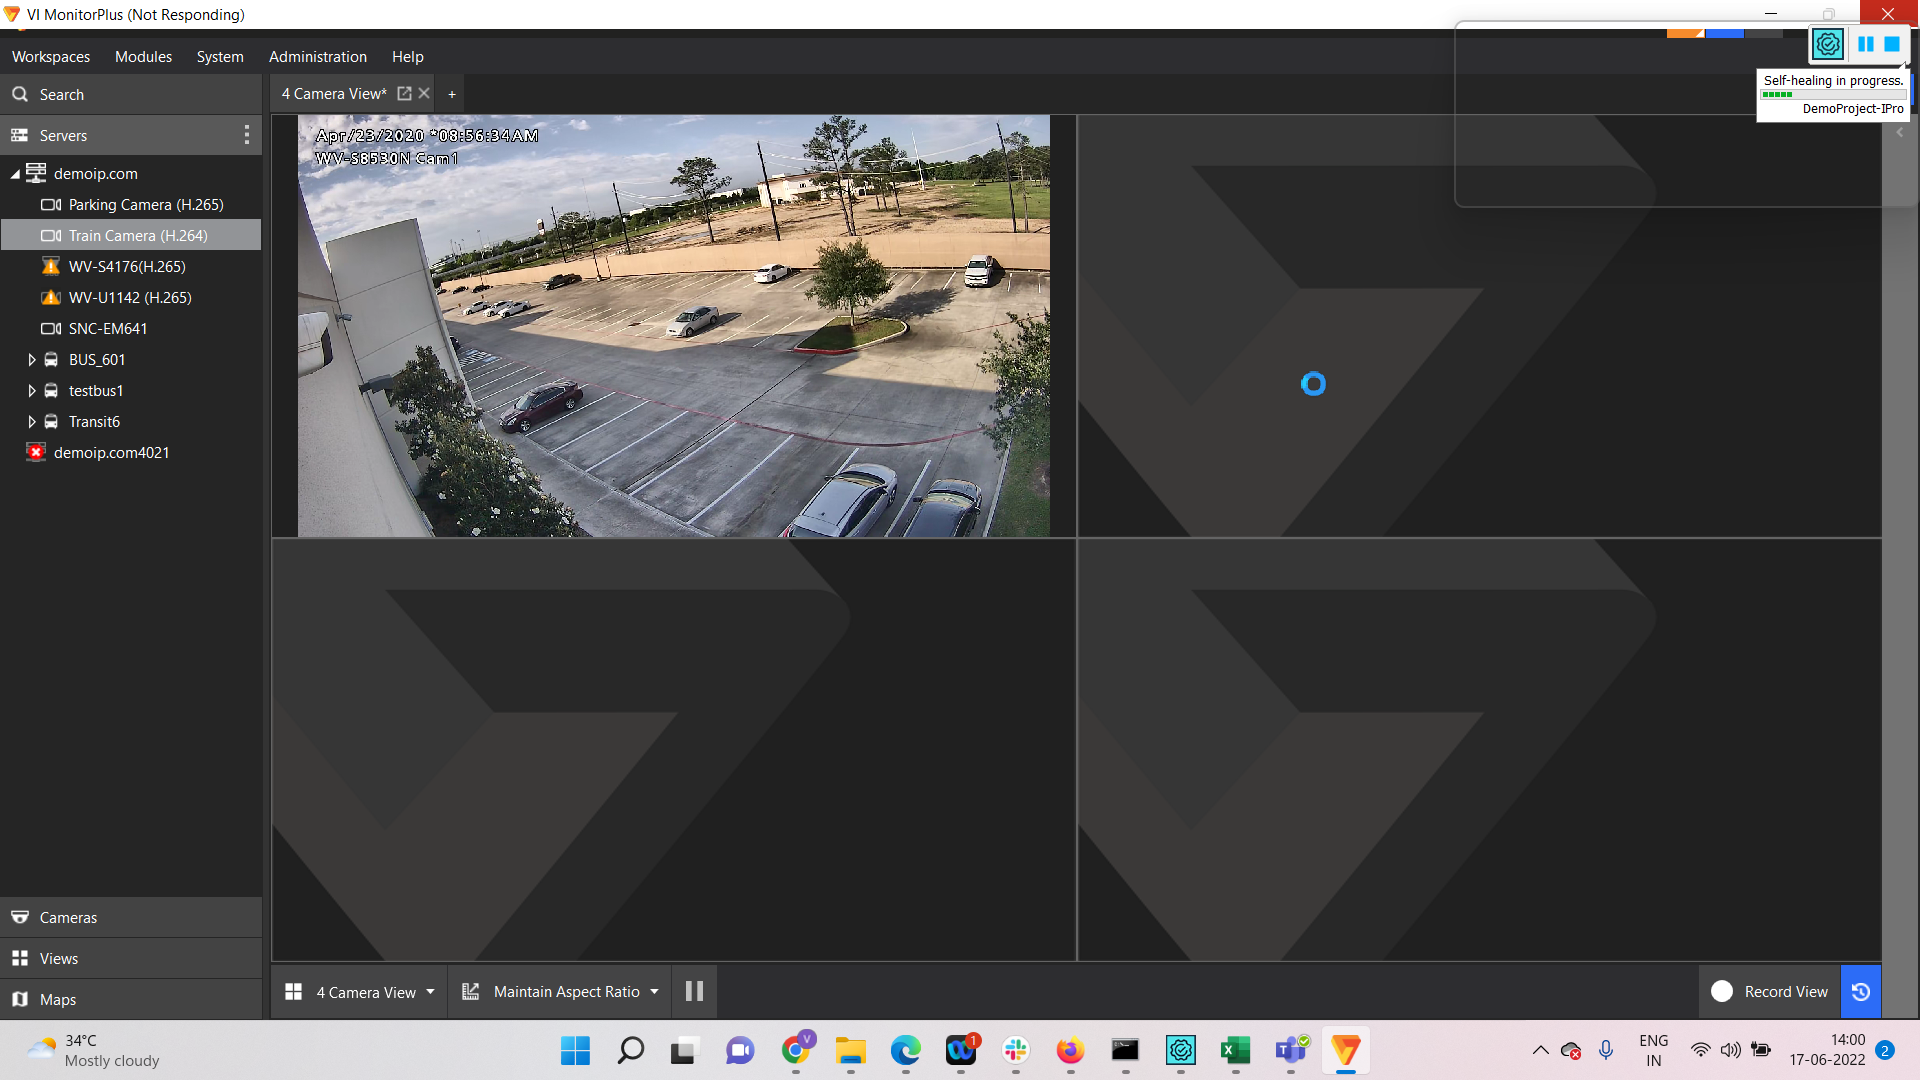 VI MonitorPlus (Not Responding)
Workspaces Modules System Administration Help
Self-healing in progress.
DemoProject-IPro
Search
4 Camera View*
+
Servers
demoip.com
Parking Camera (H.265)
Train Camera (H.264)
WV-S4176(H.265)
WV-U1142 (H.265)
SNC-EM641
BUS_601
testbus1
Transit6
demoip.com4021
Apr/23/2020 *08:56:34AM
WV-S8530N Cam1
Cameras
Views
Maps
4 Camera View
Maintain Aspect Ratio
Record View
34°C
Mostly cloudy
V
1
ENG
IN
14:00
17-06-2022
2